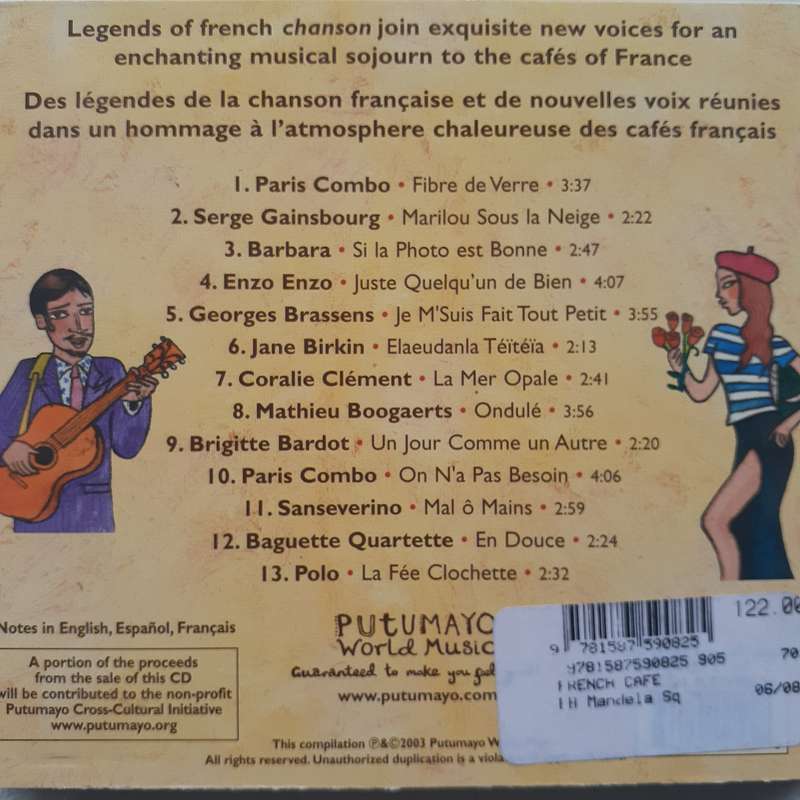 Legends of french chanson join exquisite new voices for an
enchanting musical sojourn to the cafés of France
Des légendes de la chanson française et de nouvelles voix réunies
dans un hommage à l'atmosphere chaleureuse des cafés français
1. Paris Combo • Fibre de Verre • 3:37
2. Serge Gainsbourg • Marilou Sous la Neige • 2:22
3. Barbara • Si la Photo est Bonne • 2:47
4. Enzo Enzo • Juste Quelqu'un de Bien • 4:07
5. Georges Brassens • Je M'Suis Fait Tout Petit • 3:55
6. Jane Birkin • Elaeudanla Téïtéïa • 2:13
7. Coralie Clément • La Mer Opale • 2:41
8. Mathieu Boogaerts • Ondulé • 3:56
9. Brigitte Bardot • Un Jour Comme un Autre • 2:20
10. Paris Combo • On N'a Pas Besoin • 4:06
11. Sanseverino • Mal ô Mains • 2:59
12. Baguette Quartette • En Douce • 2:24
13. Polo • La Fée Clochette • 2:32
Notes in English, Español, Français
A portion of the proceeds
from the sale of this CD
will be contributed to the non-profit
Putumayo Cross-Cultural Initiative
www.putumayo.org
PUTUMAYO
World Music
Guaranteed to make you feel
www.putumayo.com
122.00
9 781587 590825
9781587590825 905 70
FRENCH CAFE
Mandela Sq 06/08
This compilation ℗&©2003 Putumayo W
All rights reserved. Unauthorized duplication is a viola